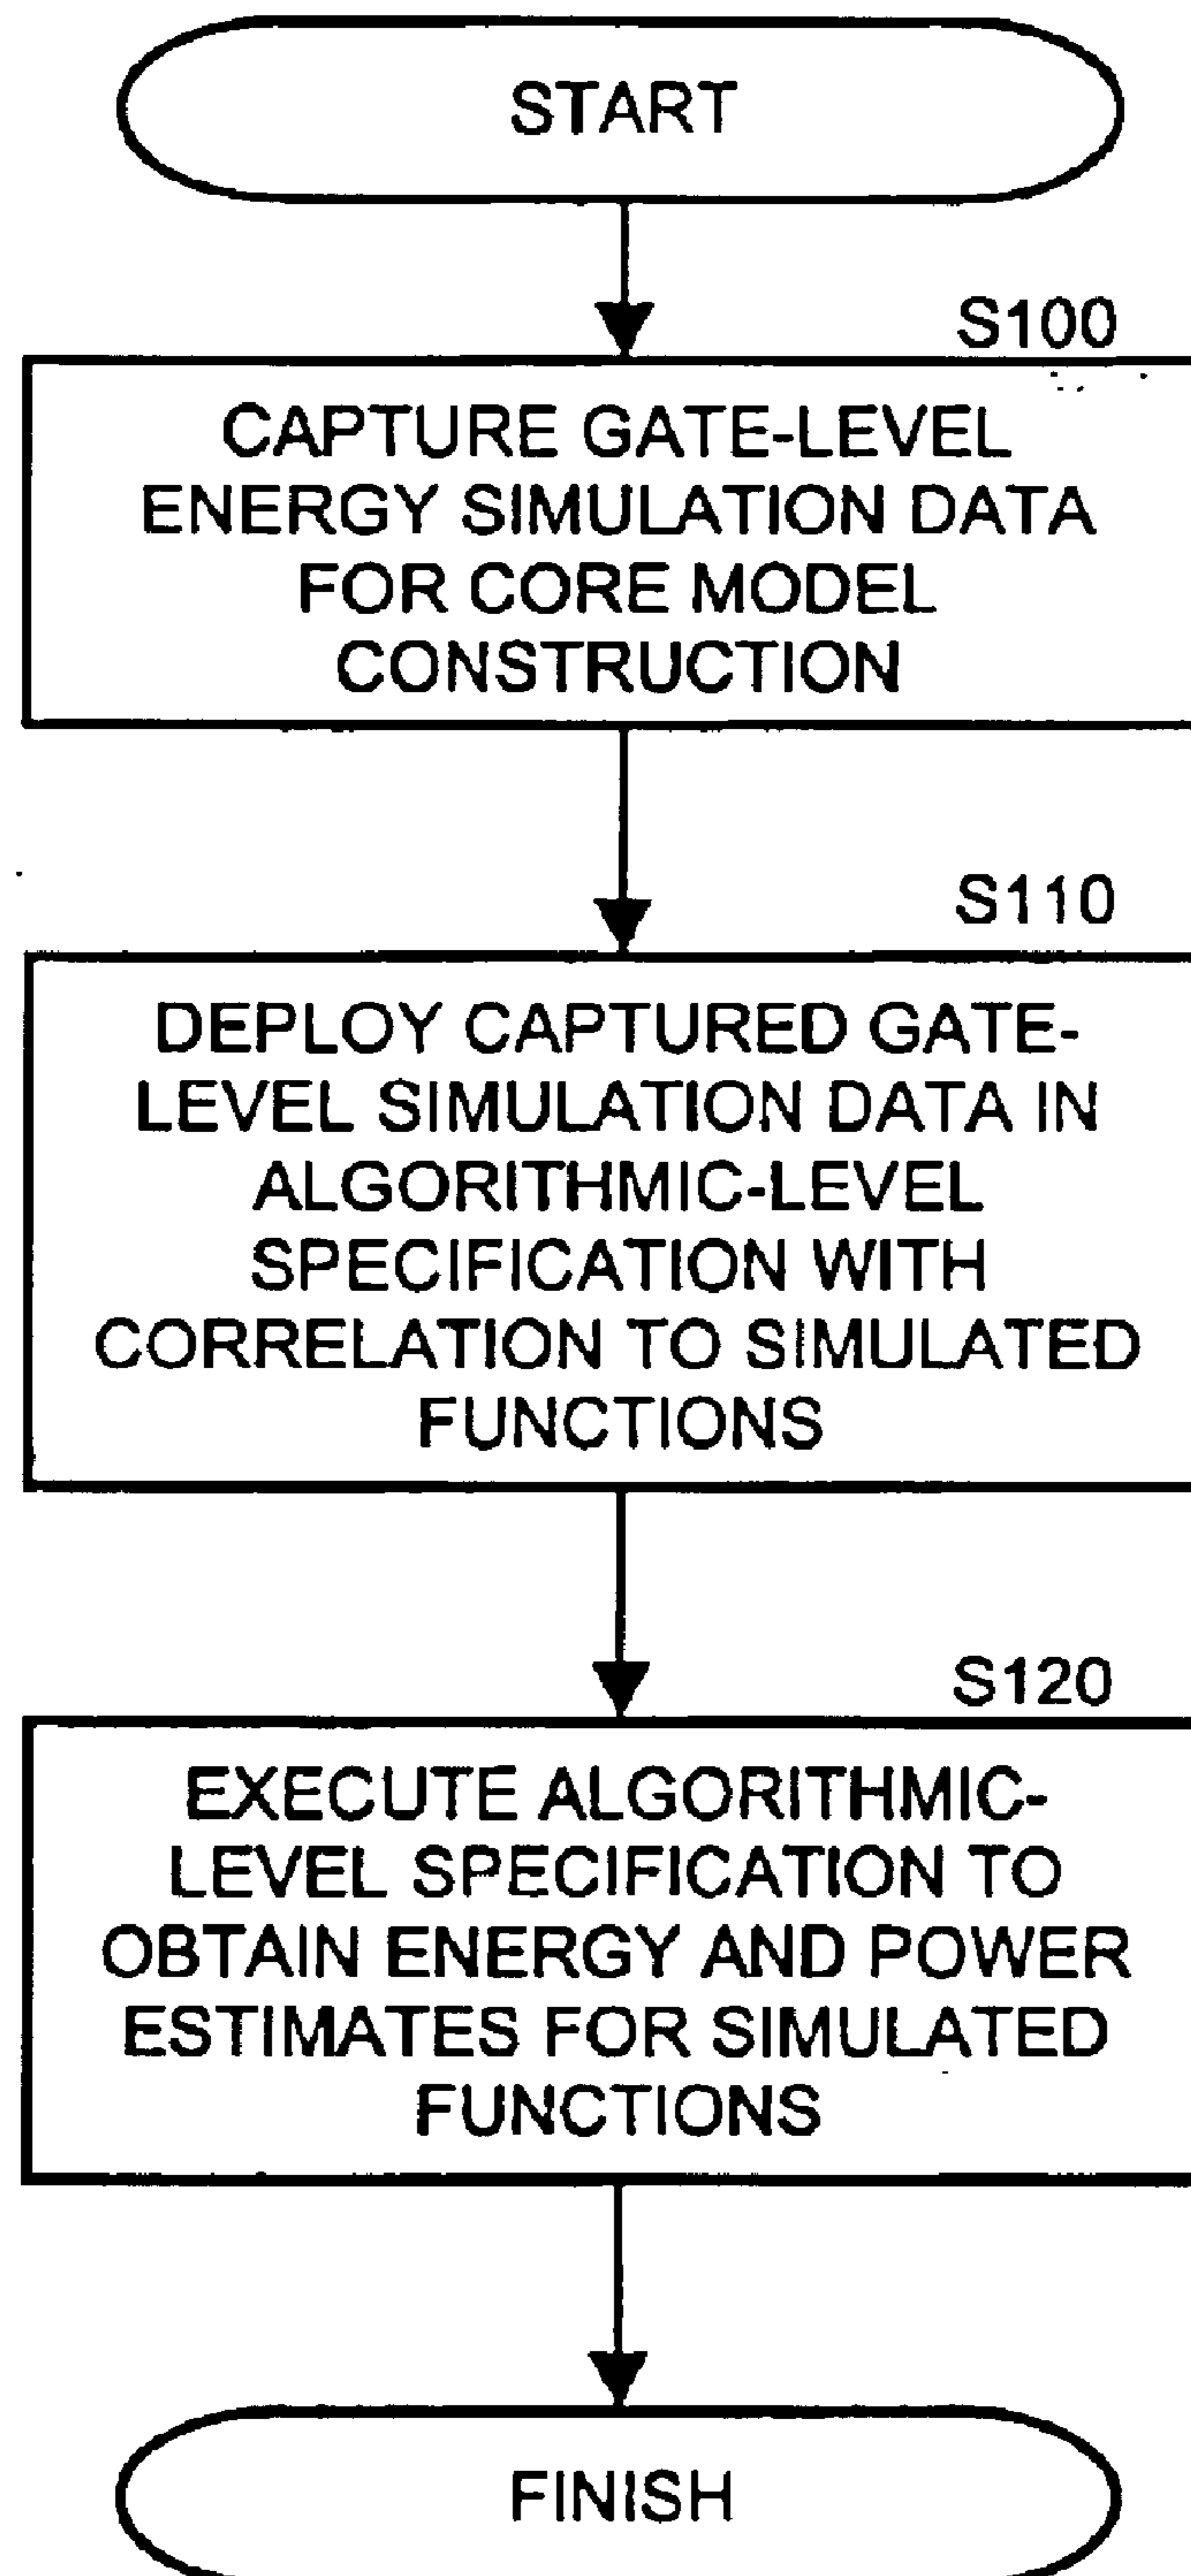 START
S100
CAPTURE GATE-LEVEL
ENERGY SIMULATION DATA
FOR CORE MODEL
CONSTRUCTION
S110
DEPLOY CAPTURED GATE-
LEVEL SIMULATION DATA IN
ALGORITHMIC-LEVEL
SPECIFICATION WITH
CORRELATION TO SIMULATED
FUNCTIONS
S120
EXECUTE ALGORITHMIC-
LEVEL SPECIFICATION TO
OBTAIN ENERGY AND POWER
ESTIMATES FOR SIMULATED
FUNCTIONS
FINISH